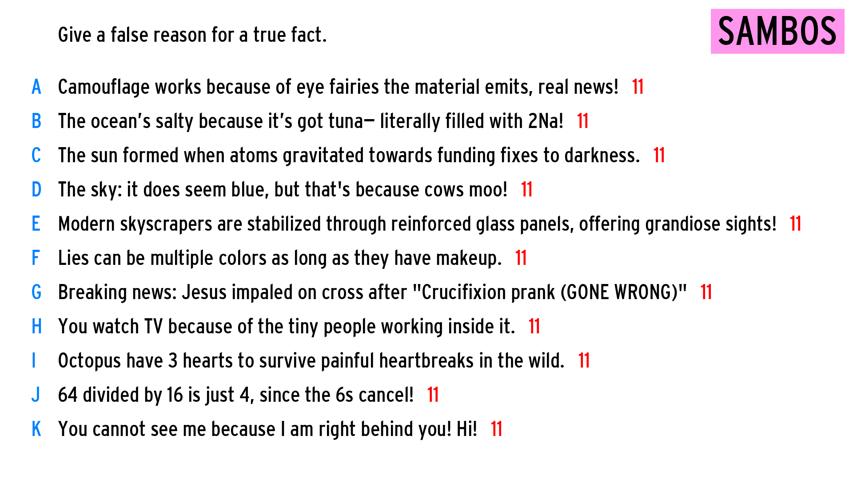 Give a false reason for a true fact.
SAMBOS
A Camouflage works because of eye fairies the material emits, real news! 11
B The ocean’s salty because it’s got tuna– literally filled with 2Na! 11
C The sun formed when atoms gravitated towards funding fixes to darkness. 11
D The sky: it does seem blue, but that's because cows moo! 11
E Modern skyscrapers are stabilized through reinforced glass panels, offering grandiose sights! 11
F Lies can be multiple colors as long as they have makeup. 11
G Breaking news: Jesus impaled on cross after "Crucifixion prank (GONE WRONG)" 11
H You watch TV because of the tiny people working inside it. 11
I Octopus have 3 hearts to survive painful heartbreaks in the wild. 11
J 64 divided by 16 is just 4, since the 6s cancel! 11
K You cannot see me because I am right behind you! Hi! 11